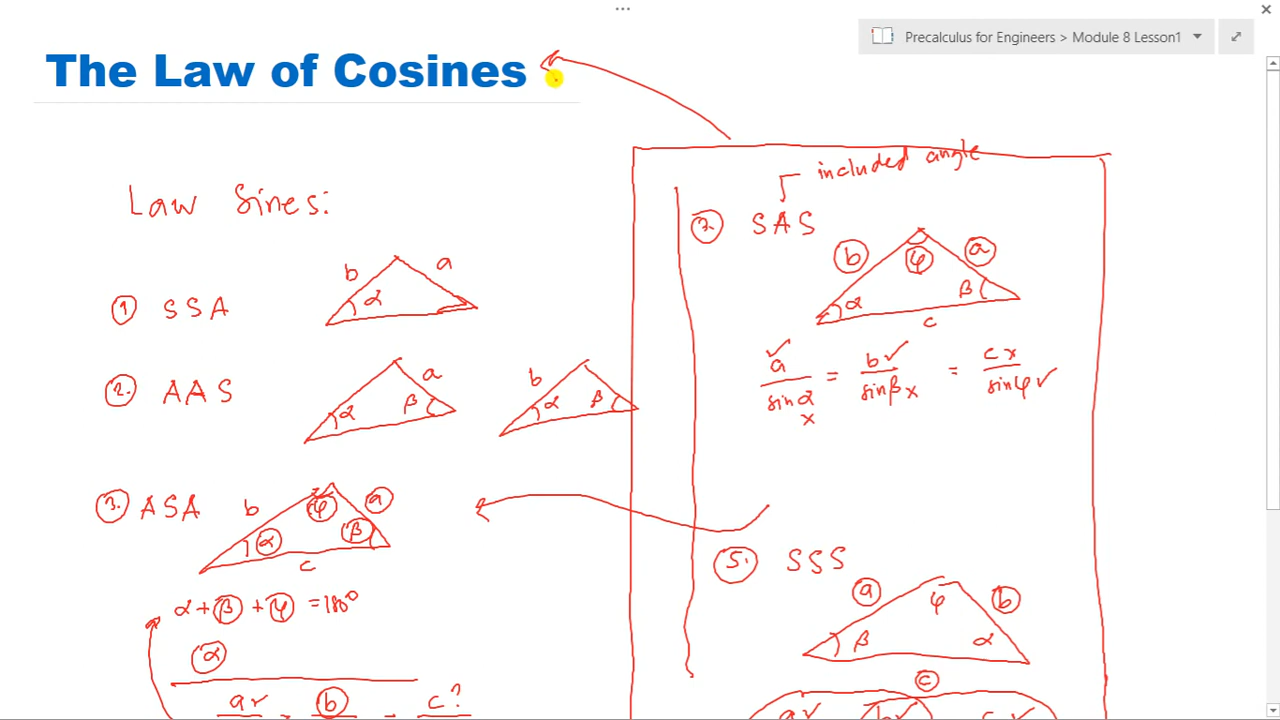 ...
Precalculus for Engineers > Module 8 Lesson1
The Law of Cosines
Law Sines:
1 SSA
b a
α
2. AAS
a
α β
b
α β
3. ASA
b φ a
α β
c
α + β + φ = 180°
α
a✓ = b = c?
included angle
SAS
b φ a
α β
c
a✓ / sin α x = b✓ / sin β x = c x / sin φ ✓
5. SSS
a φ b
β α
c
a✓ b✓ c✓